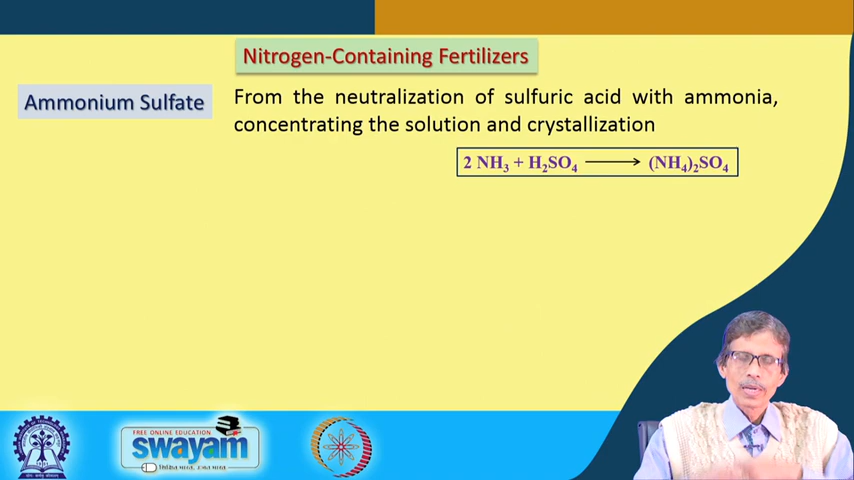 Nitrogen-Containing Fertilizers
Ammonium Sulfate
From the neutralization of sulfuric acid with ammonia,
concentrating the solution and crystallization
2 NH₃ + H₂SO₄ ⟶ (NH₄)₂SO₄
FREE ONLINE EDUCATION
swayam